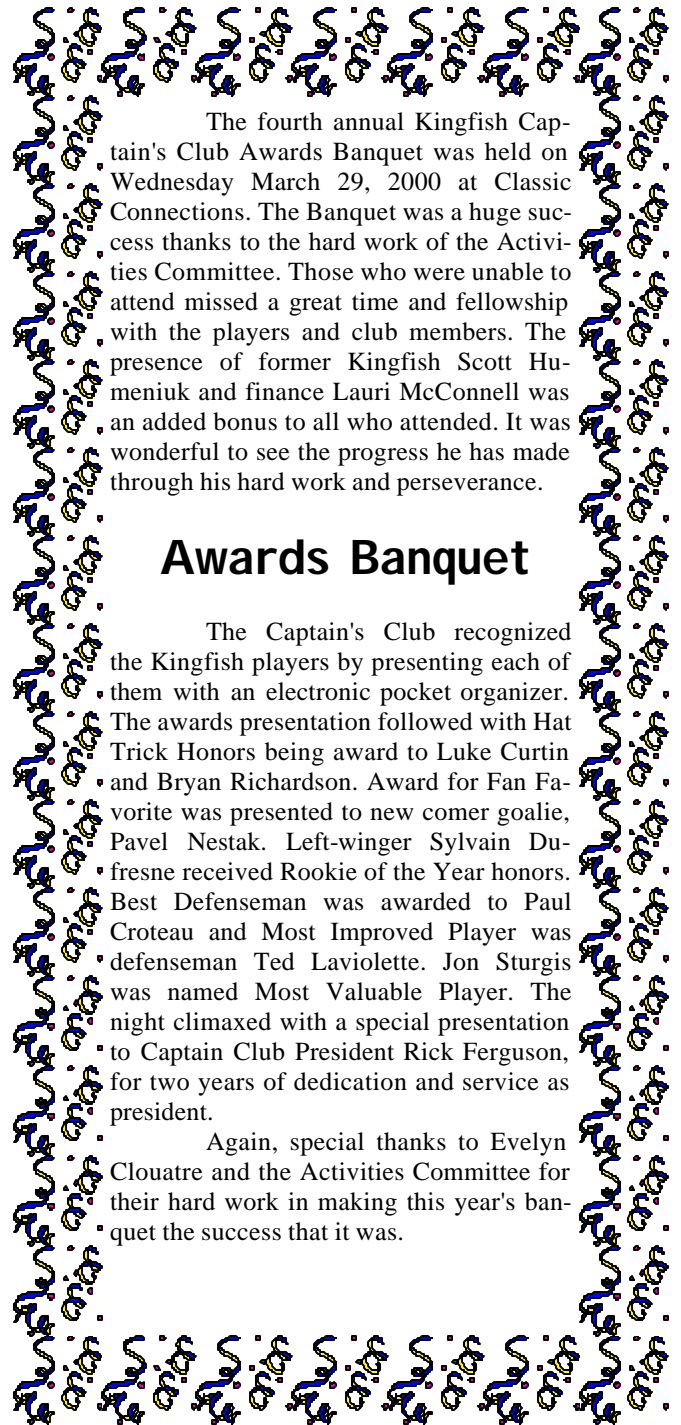 The fourth annual Kingfish Cap-
tain's Club Awards Banquet was held on
Wednesday March 29, 2000 at Classic
Connections. The Banquet was a huge suc-
cess thanks to the hard work of the Activi-
ties Committee. Those who were unable to
attend missed a great time and fellowship
with the players and club members. The
presence of former Kingfish Scott Hu-
meniuk and finance Lauri McConnell was
an added bonus to all who attended. It was
wonderful to see the progress he has made
through his hard work and perseverance.
Awards Banquet
The Captain's Club recognized
the Kingfish players by presenting each of
them with an electronic pocket organizer.
The awards presentation followed with Hat
Trick Honors being award to Luke Curtin
and Bryan Richardson. Award for Fan Fa-
vorite was presented to new comer goalie,
Pavel Nestak. Left-winger Sylvain Du-
fresne received Rookie of the Year honors.
Best Defenseman was awarded to Paul
Croteau and Most Improved Player was
defenseman Ted Laviolette. Jon Sturgis
was named Most Valuable Player. The
night climaxed with a special presenation
to Captain Club President Rick Ferguson,
for two years of dedication and service as
president.
Again, special thanks to Evelyn
Clouatre and the Activities Committee for
their hard work in making this year's ban-
quet the success that it was.